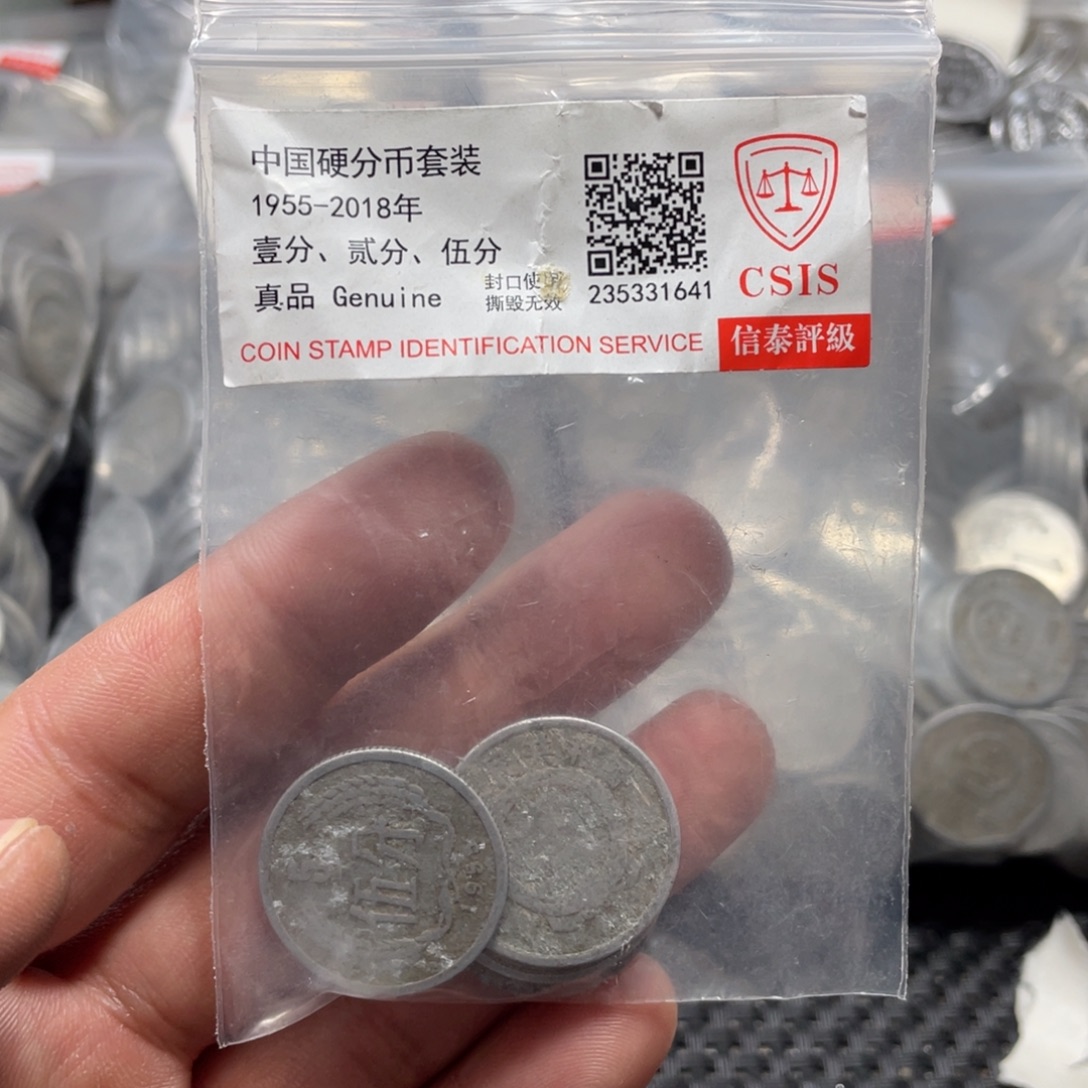 中国硬分币套装
1955-2018年
壹分、贰分、伍分
真品 Genuine
封口使用
撕毁无效
235331641
CSIS
COIN STAMP IDENTIFICATION SERVICE
信泰評級
伍分